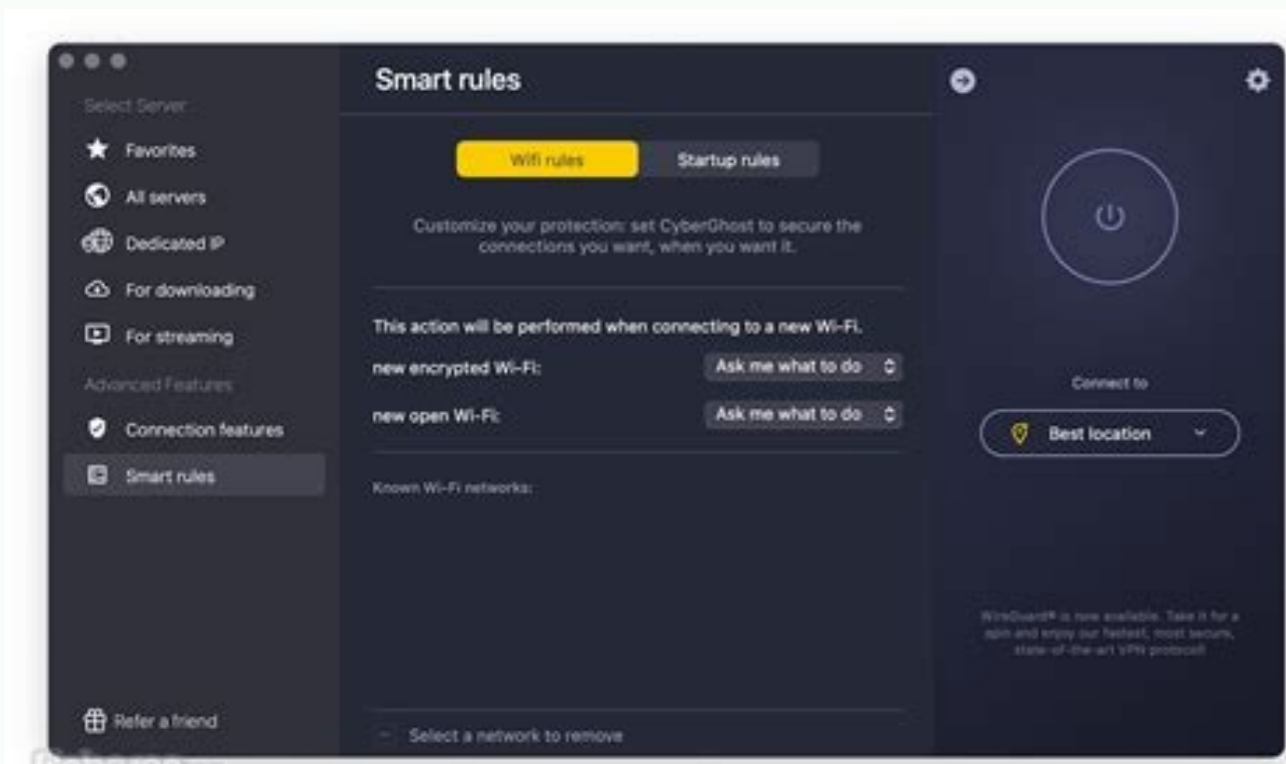 Select Server
Favorites
All servers
Dedicated IP
For downloading
For streaming
Advanced Features
Connection features
Smart rules
Refer a friend
Smart rules
Wifi rules
Startup rules
Customize your protection: set CyberGhost to secure the
connections you want, when you want it.
This action will be performed when connecting to a new Wi-Fi.
new encrypted Wi-Fi:
Ask me what to do
new open Wi-Fi:
Ask me what to do
Known Wi-Fi networks:
Select a network to remove
Connect to
Best location
WireGuard® is now available. Take it for a
spin and enjoy our fastest, most secure,
state-of-the-art VPN protocol!